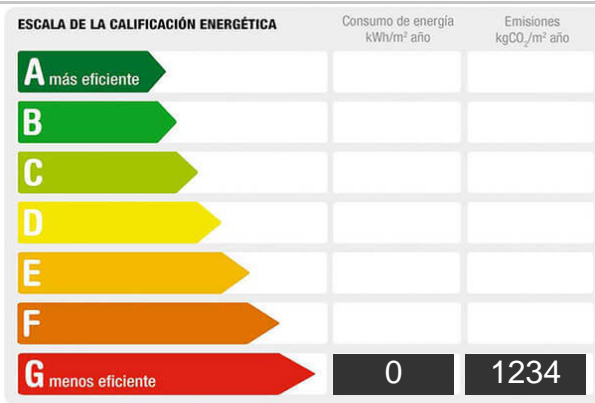 ESCALA DE LA CALIFICACIÓN ENERGÉTICA
Consumo de energía
kWh/m² año
Emisiones
kgCO₂/m² año
A más eficiente
B
C
D
E
F
G menos eficiente
0
1234